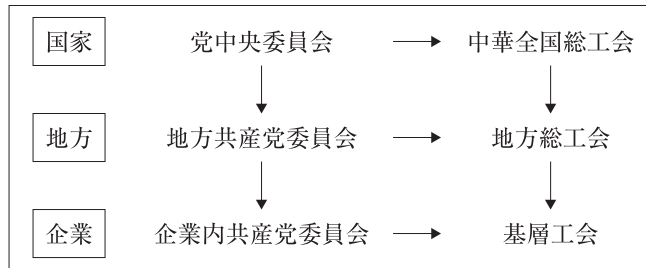 国家 党中央委員会 中華全国総工会
地方 地方共産党委員会 地方総工会
企業 企業内共産党委員会 基層工会